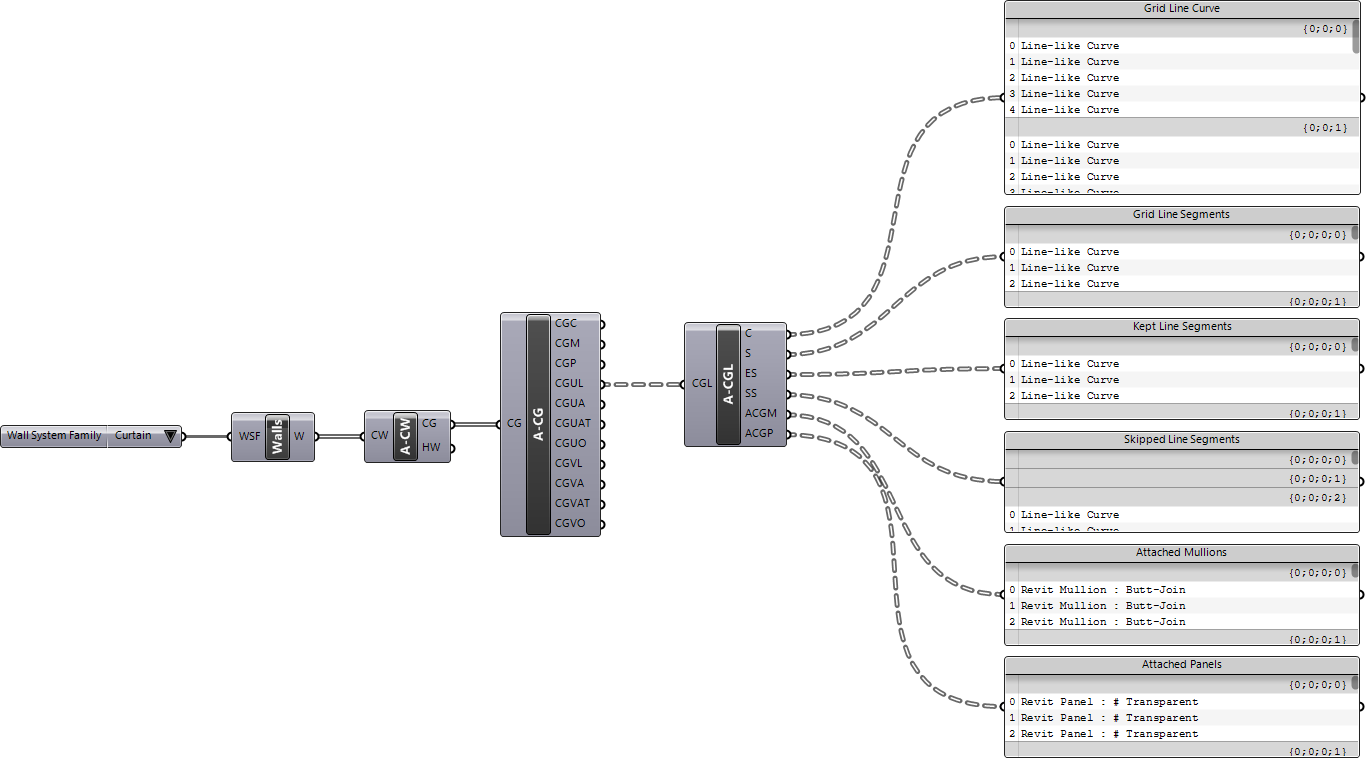 Wall System Family Curtain
WSF Walls W
CW A-CW CG
HW
CG A-CG CGC
CGM
CGP
CGUL
CGUA
CGUAT
CGUO
CGVL
CGVA
CGVAT
CGVO
CGL A-CGL C
S
ES
SS
ACGM
ACGP
Grid Line Curve
{0;0;0}
0 Line-like Curve
1 Line-like Curve
2 Line-like Curve
3 Line-like Curve
4 Line-like Curve
{0;0;1}
0 Line-like Curve
1 Line-like Curve
2 Line-like Curve
3 Line-like Curve
Grid Line Segments
{0;0;0;0}
0 Line-like Curve
1 Line-like Curve
2 Line-like Curve
{0;0;0;1}
Kept Line Segments
{0;0;0;0}
0 Line-like Curve
1 Line-like Curve
2 Line-like Curve
{0;0;0;1}
Skipped Line Segments
{0;0;0;0}
{0;0;0;1}
{0;0;0;2}
0 Line-like Curve
1 Line-like Curve
Attached Mullions
{0;0;0;0}
0 Revit Mullion : Butt-Join
1 Revit Mullion : Butt-Join
2 Revit Mullion : Butt-Join
{0;0;0;1}
Attached Panels
{0;0;0;0}
0 Revit Panel : # Transparent
1 Revit Panel : # Transparent
2 Revit Panel : # Transparent
{0;0;0;1}